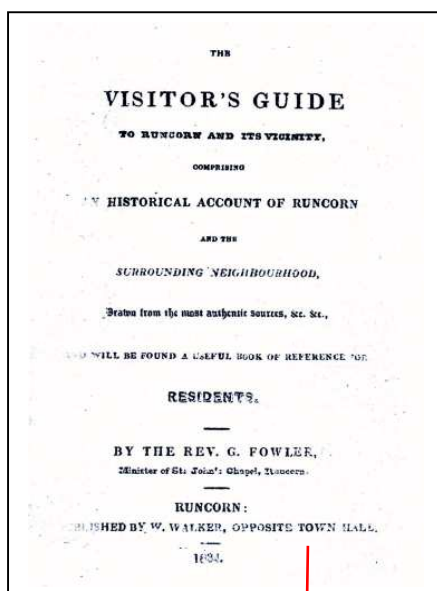 THE
VISITOR'S GUIDE
TO RUNCORN AND ITS VICINITY,
COMPRISING
HISTORICAL ACCOUNT OF RUNCORN
AND THE
SURROUNDING NEIGHBOURHOOD,
Drawn from the most authentic sources, &c. &c.,
WILL BE FOUND A USEFUL BOOK OF REFERENCE
RESIDENTS.
BY THE REV. G. FOWLER,
Minister of St. John's Chapel, Runcorn.
RUNCORN:
BY W. WALKER, OPPOSITE TOWN HALL.